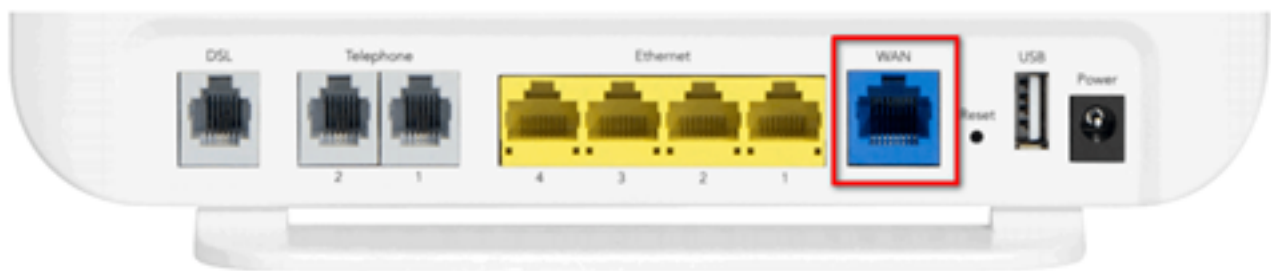 DSL Telephone Ethernet WAN USB
Power
Reset
2 1 4 3 2 1